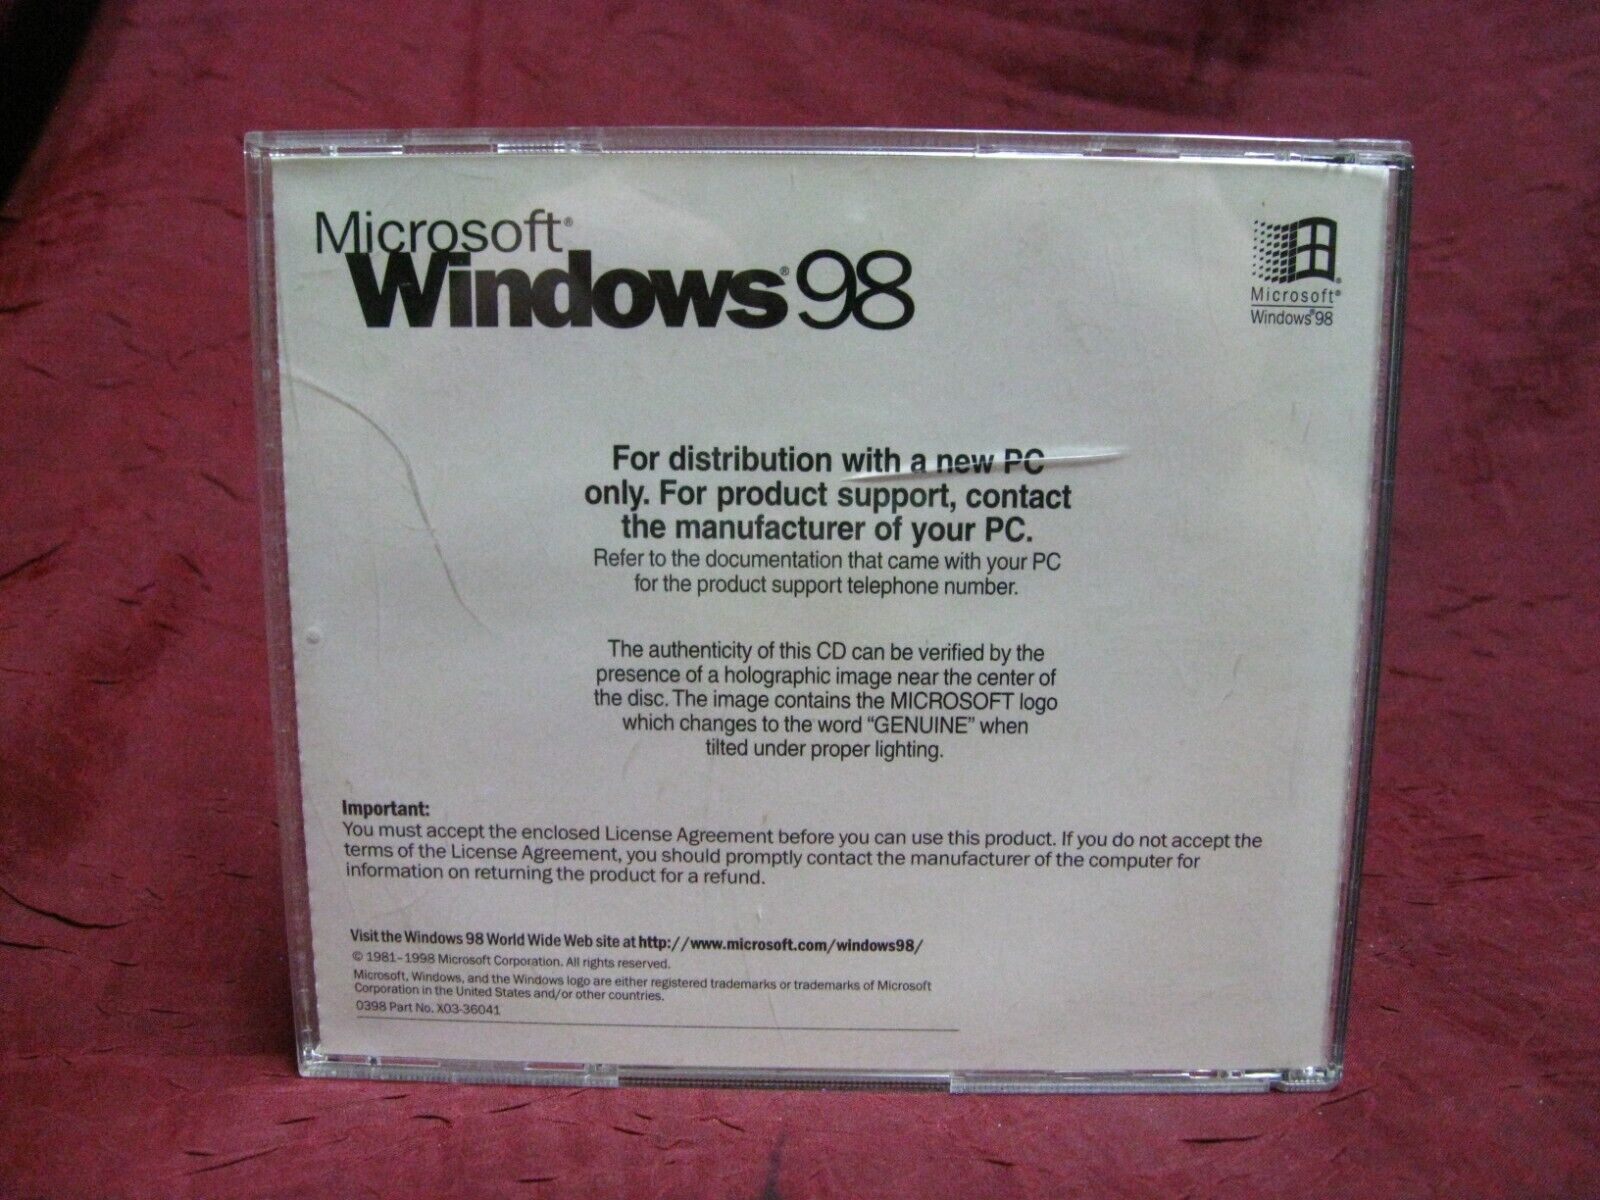 Microsoft®
Windows®98
Microsoft®
Windows®98
For distribution with a new PC
only. For product support, contact
the manufacturer of your PC.
Refer to the documentation that came with your PC
for the product support telephone number.
The authenticity of this CD can be verified by the
presence of a holographic image near the center of
the disc. The image contains the MICROSOFT logo
which changes to the word “GENUINE” when
tilted under proper lighting.
Important:
You must accept the enclosed License Agreement before you can use this product. If you do not accept the
terms of the License Agreement, you should promptly contact the manufacturer of the computer for
information on returning the product for a refund.
Visit the Windows 98 World Wide Web site at http://www.microsoft.com/windows98/
© 1981–1998 Microsoft Corporation. All rights reserved.
Microsoft, Windows, and the Windows logo are either registered trademarks or trademarks of Microsoft
Corporation in the United States and/or other countries.
0398 Part No. X03-36041